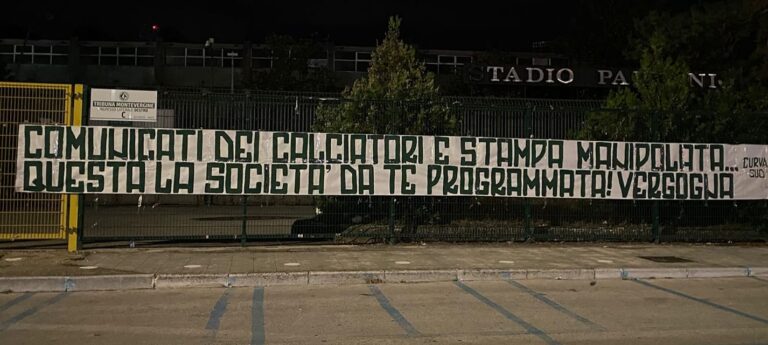 STADIO PA
TRIBUNA MONTEVERGINE
C
COMUNICATI DEI CALCIATORI E STAMPA MANIPOLATA...
QUESTA LA SOCIETA' DA TE PROGRAMMATA! VERGOGNA
CURVA
SUD